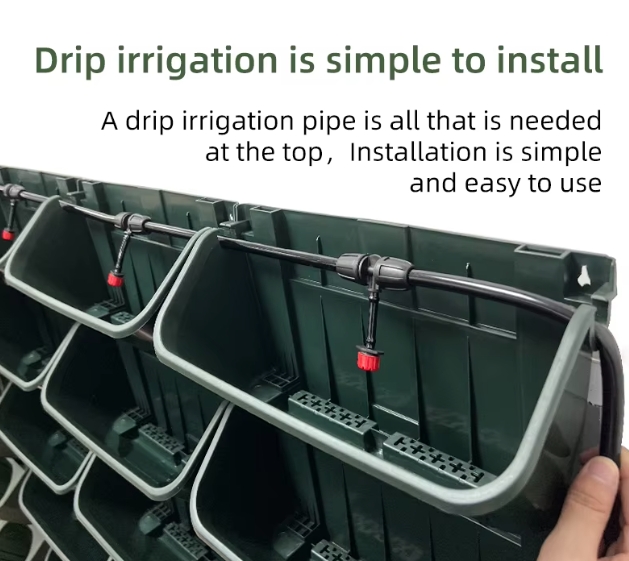 Drip irrigation is simple to install
A drip irrigation pipe is all that is needed
at the top，Installation is simple
and easy to use